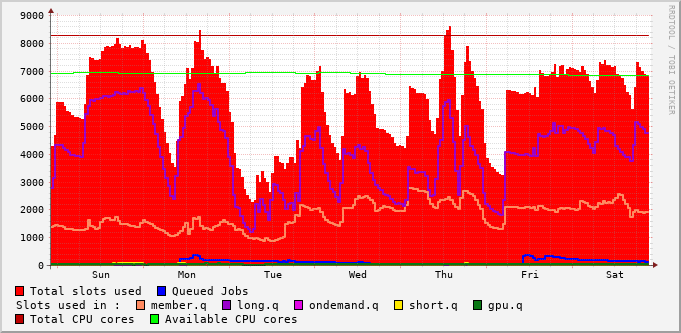 9000
8000
7000
6000
5000
4000
3000
2000
1000
0
Sun Mon Tue Wed Thu Fri Sat
RRDTOOL / TOBI OETIKER
Total slots used Queued Jobs
Slots used in : member.q long.q ondemand.q short.q gpu.q
Total CPU cores Available CPU cores